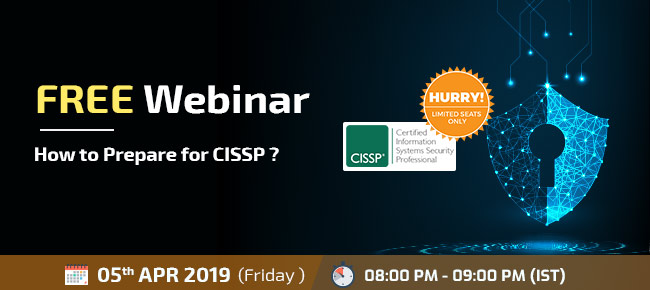 FREE Webinar
How to Prepare for CISSP ?
HURRY!
LIMITED SEATS
ONLY
CISSP®
Certified
Information
Systems Security
Professional
05th APR 2019 (Friday )
08:00 PM - 09:00 PM (IST)